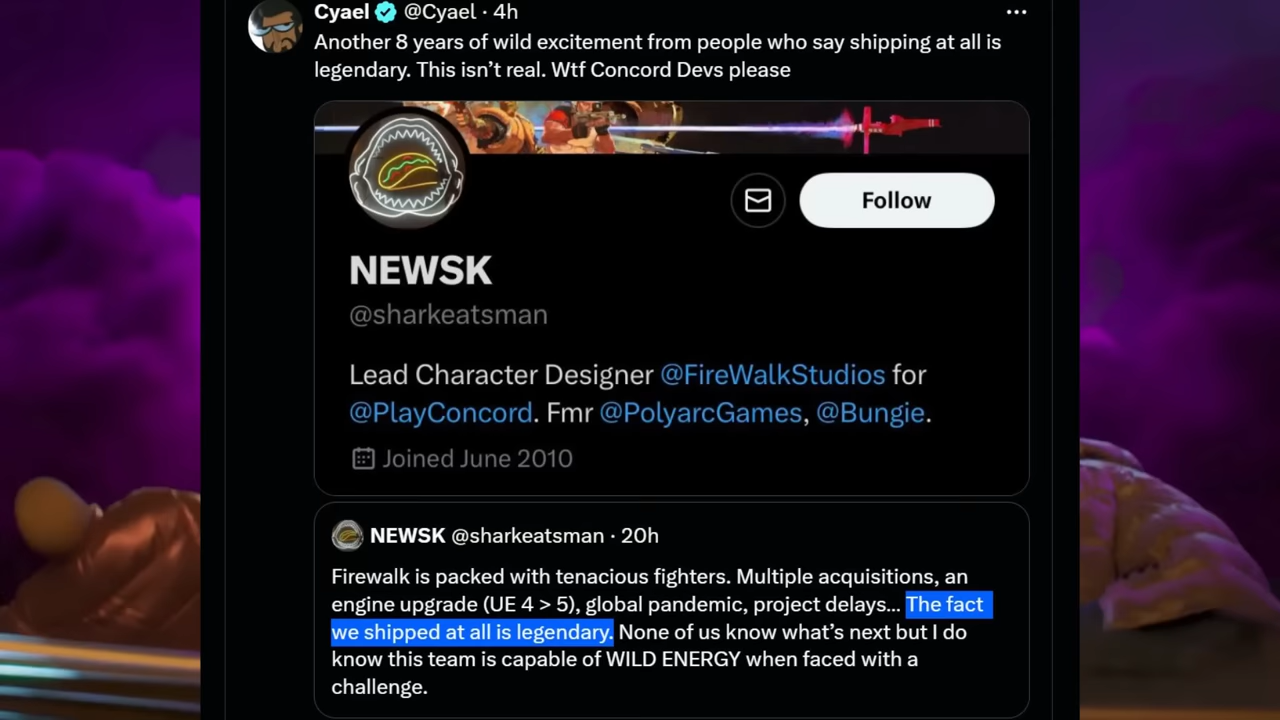 Cyael @Cyael · 4h
Another 8 years of wild excitement from people who say shipping at all is
legendary. This isn’t real. Wtf Concord Devs please
Follow
NEWSK
@sharkeatsman
Lead Character Designer @FireWalkStudios for
@PlayConcord. Fmr @PolyarcGames, @Bungie.
Joined June 2010
NEWSK @sharkeatsman · 20h
Firewalk is packed with tenacious fighters. Multiple acquisitions, an
engine upgrade (UE 4 > 5), global pandemic, project delays... The fact
we shipped at all is legendary. None of us know what’s next but I do
know this team is capable of WILD ENERGY when faced with a
challenge.